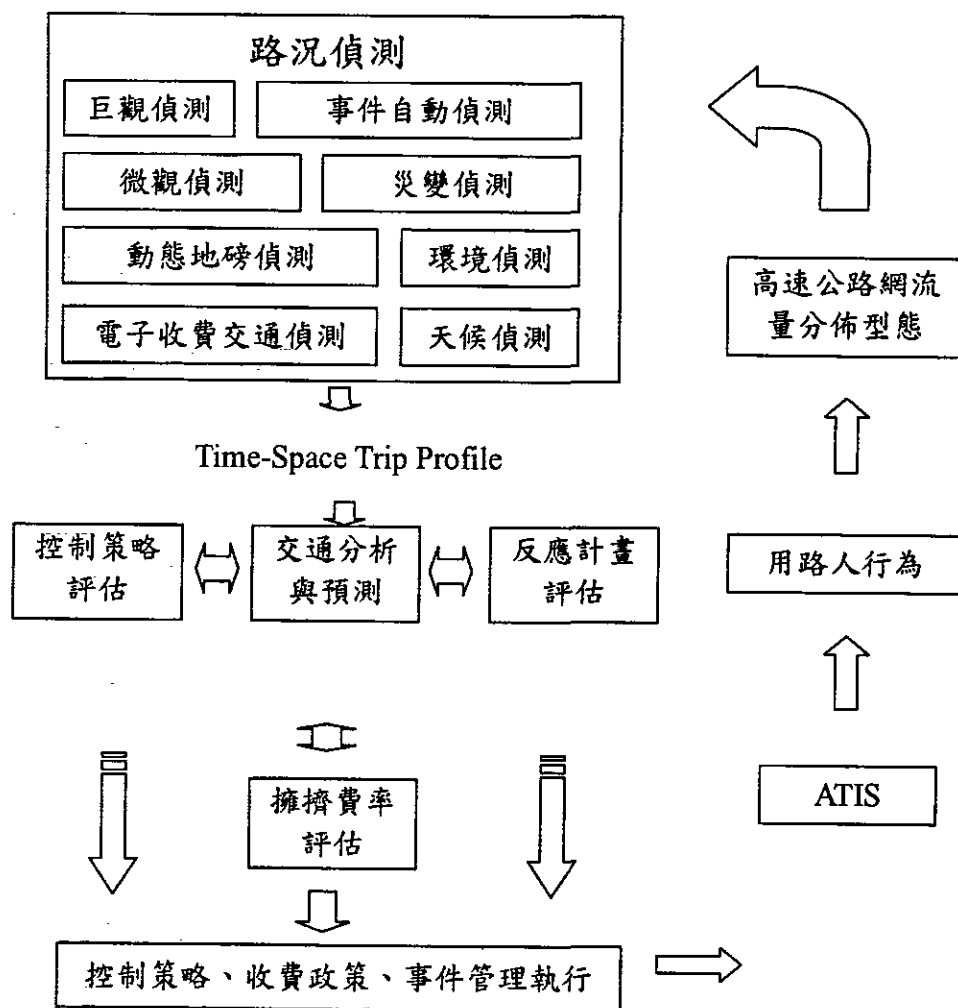 路況偵測
巨觀偵測
事件自動偵測
微觀偵測
災變偵測
動態地磅偵測
環境偵測
電子收費交通偵測
天候偵測
Time-Space Trip Profile
控制策略
評估
交通分析
與預測
反應計畫
評估
擁擠費率
評估
控制策略、收費政策、事件管理執行
ATIS
用路人行為
高速公路網流
量分佈型態